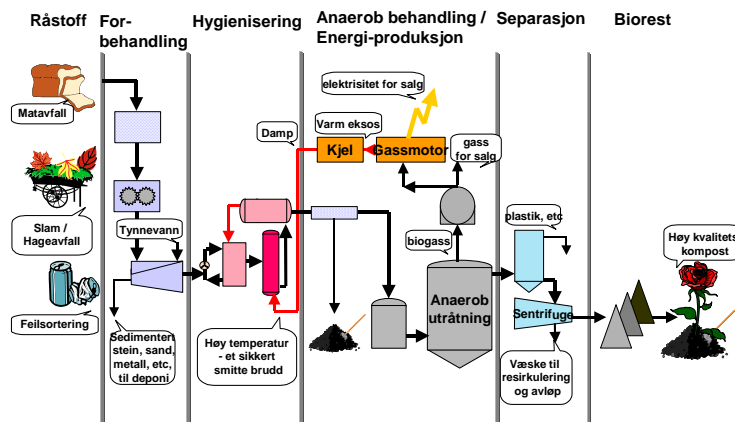 Råstoff
For-
behandling
Hygienisering
Anaerob behandling /
Energi-produksjon
Separasjon
Biorest
Matavfall
Slam /
Hageavfall
Feilsortering
Tynnevann
Sedimentert
stein, sand,
metall, etc,
til deponi
Damp
Høy temperatur
- et sikkert
smitte brudd
elektrisitet for salg
Varm eksos
Kjel
Gassmotor
gass
for salg
biogass
Anaerob
utråtning
plastik, etc
Sentrifuge
Væske til
resirkulering
og avløp
Høy kvalitets
kompost